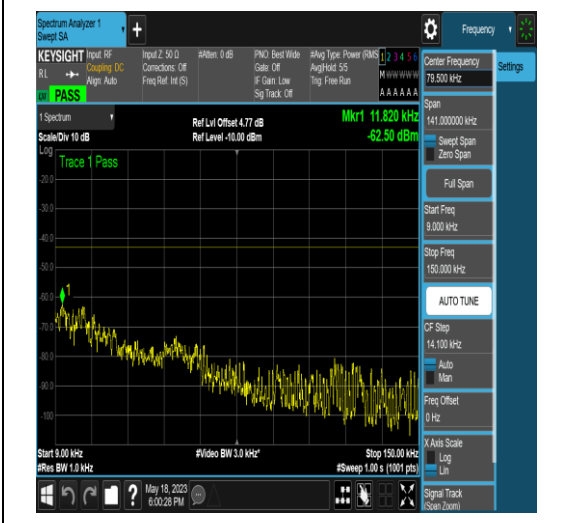 Spectrum Analyzer 1
Swept SA
+
Frequency
KEYSIGHT
RL
Input: RF
Coupling: DC
Align: Auto
Input Z: 50 Ω
Corrections: Off
Freq Ref: Int (S)
#Atten: 0 dB
PNO: Best Wide
Gate: Off
IF Gain: Low
Sig Track: Off
#Avg Type: Power (RMS
Avg|Hold: 5/5
Trig: Free Run
1 2 3 4 5 6
M W W W W W
A A A A A A
PASS
1 Spectrum
Scale/Div 10 dB
Ref Lvl Offset 4.77 dB
Ref Level -10.00 dBm
Mkr1 11.820 kHz
-62.50 dBm
Log
Trace 1 Pass
-20.0
-30.0
-40.0
-50.0
-60.0
-70.0
-80.0
-90.0
-100
1
Start 9.00 kHz
#Res BW 1.0 kHz
#Video BW 3.0 kHz*
Stop 150.00 kHz
#Sweep 1.00 s (1001 pts)
May 18, 2023
6:00:28 PM
Center Frequency
79.500 kHz
Settings
Span
141.000000 kHz
Swept Span
Zero Span
Full Span
Start Freq
9.000 kHz
Stop Freq
150.000 kHz
AUTO TUNE
CF Step
14.100 kHz
Auto
Man
Freq Offset
0 Hz
X Axis Scale
Log
Lin
Signal Track
(Span Zoom)